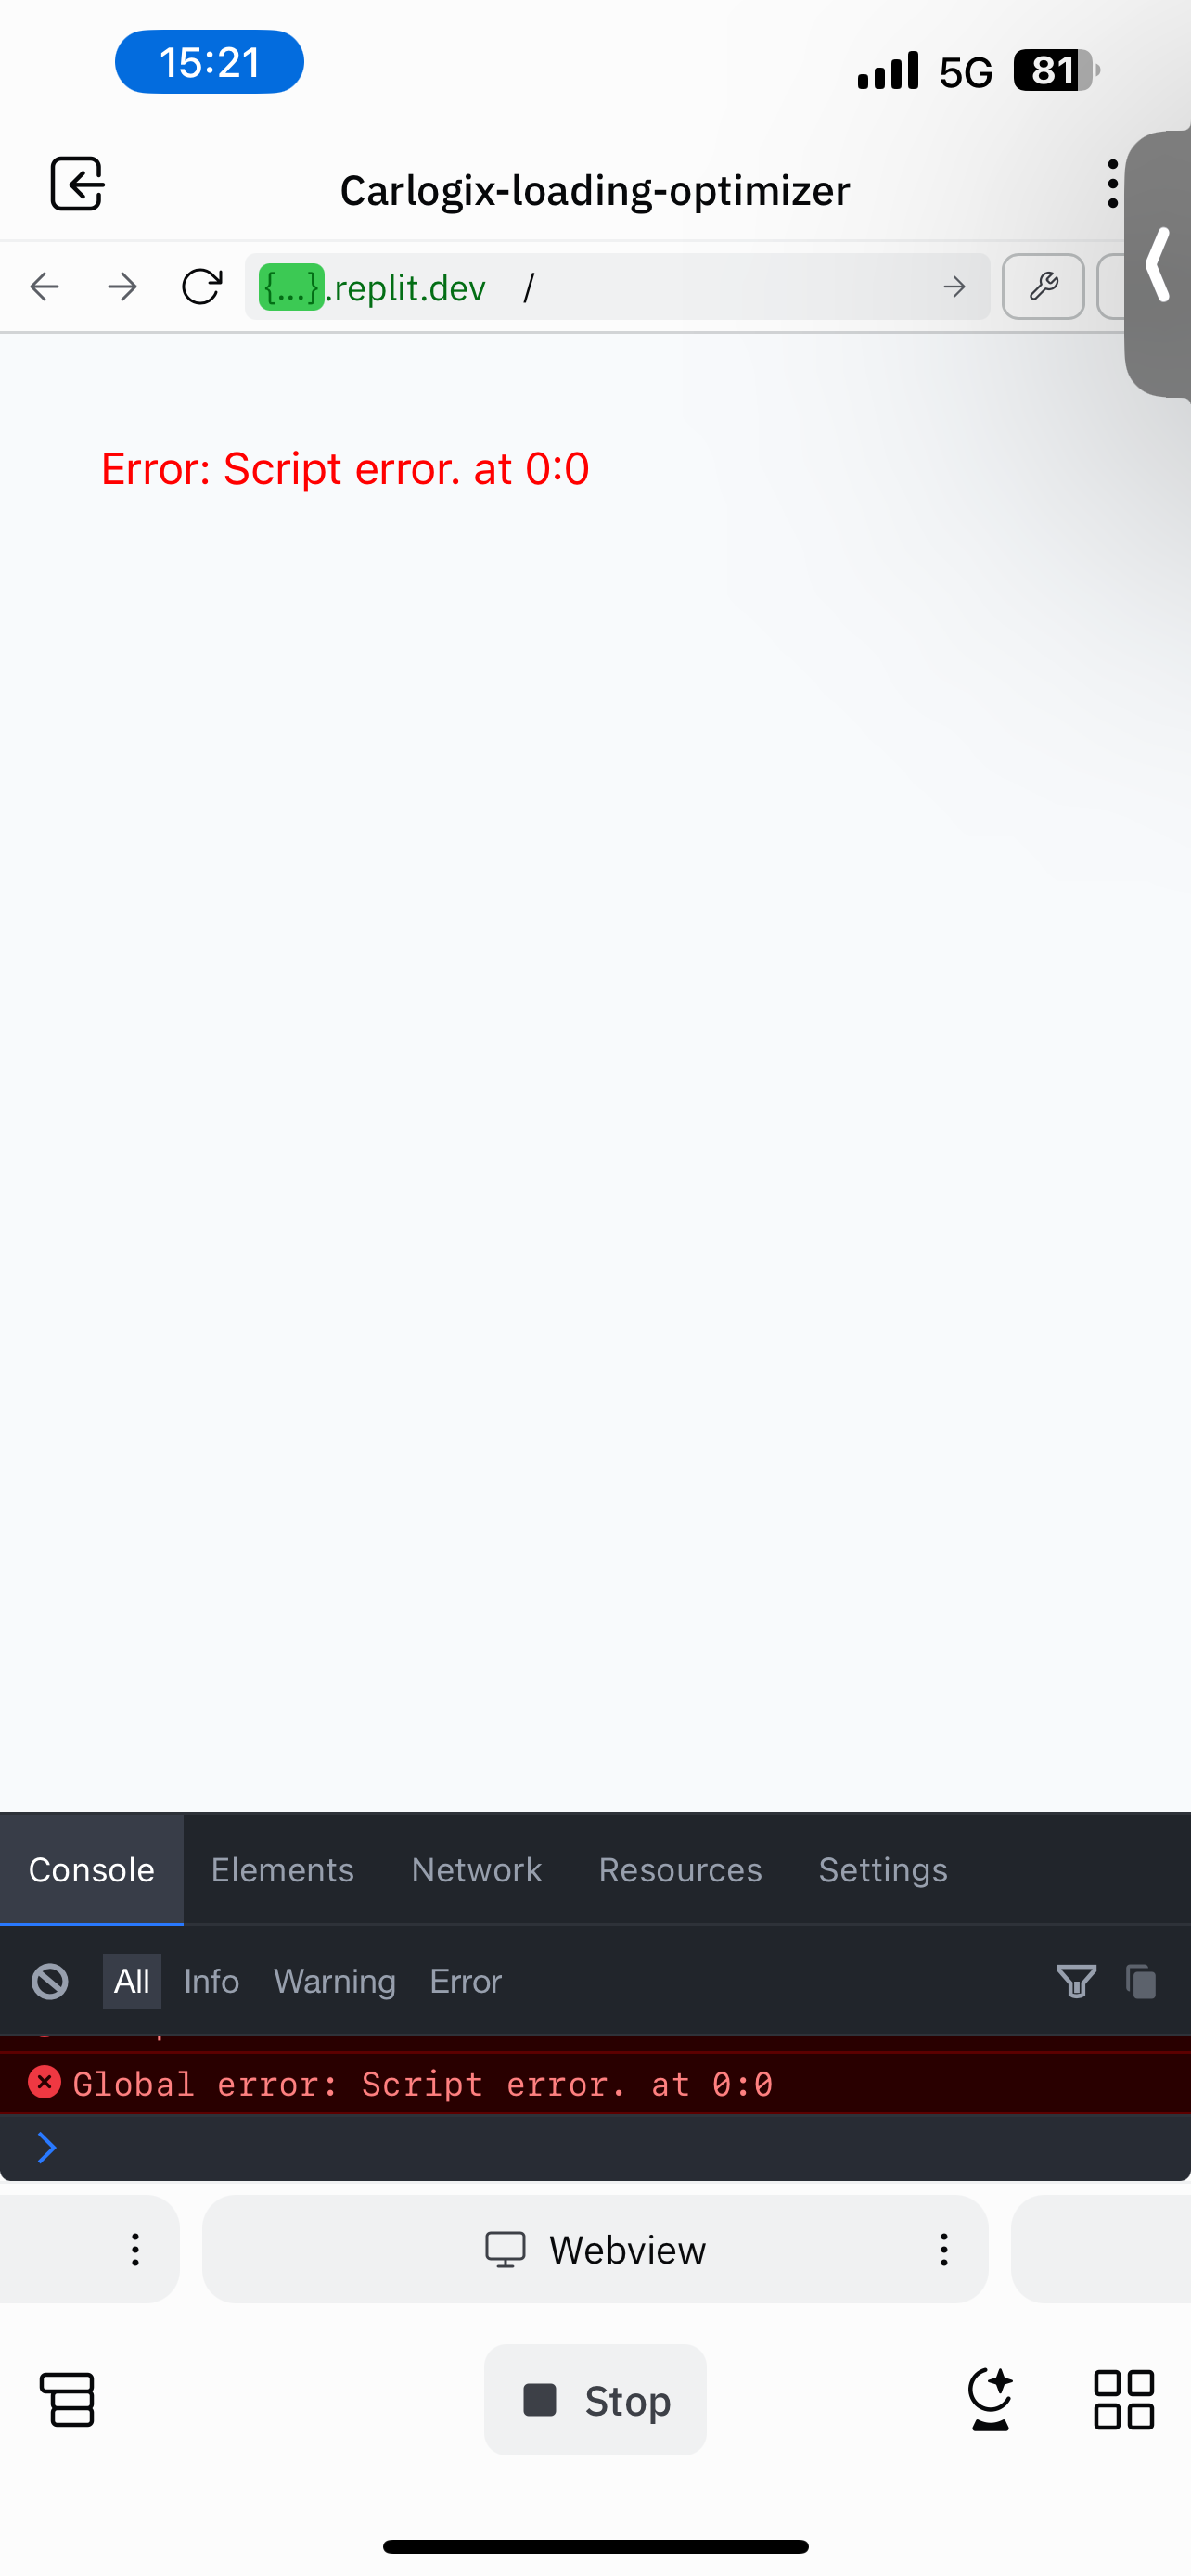 15:21
5G 81
Carlogix-loading-optimizer
{...}.replit.dev /
Error: Script error. at 0:0
Console Elements Network Resources Settings
All Info Warning Error
Global error: Script error. at 0:0
Webview
Stop